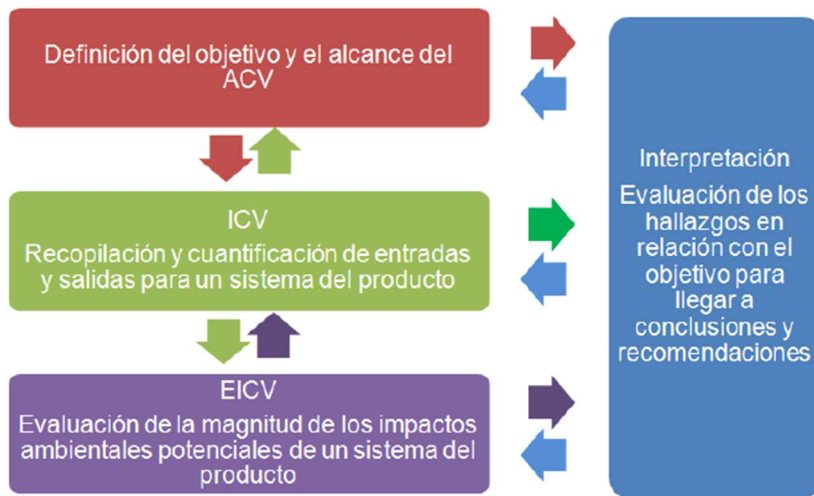 Definición del objetivo y el alcance del
ACV
ICV
Recopilación y cuantificación de entradas
y salidas para un sistema del producto
EICV
Evaluación de la magnitud de los impactos
ambientales potenciales de un sistema del
producto
Interpretación
Evaluación de los
hallazgos en
relación con el
objetivo para
llegar a
conclusiones y
recomendaciones